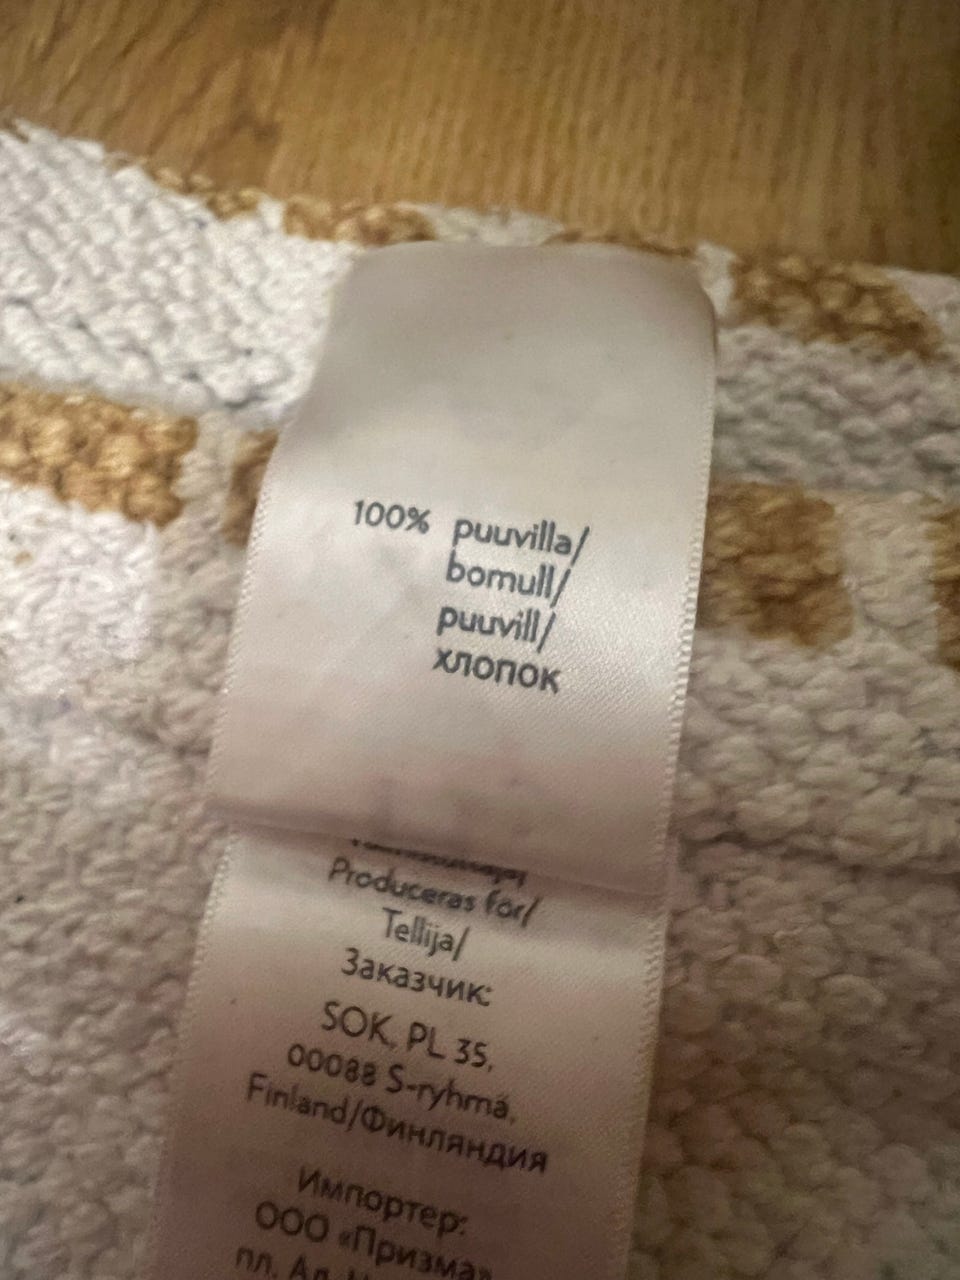 100% puuvilla/
bomull/
puuvill/
хлопок
Produceras för/
Tellija/
Заказчик:
SOK, PL 35,
00088 S-ryhmä,
Finland/Финляндия
Импортер:
ООО «Призма»
пл.